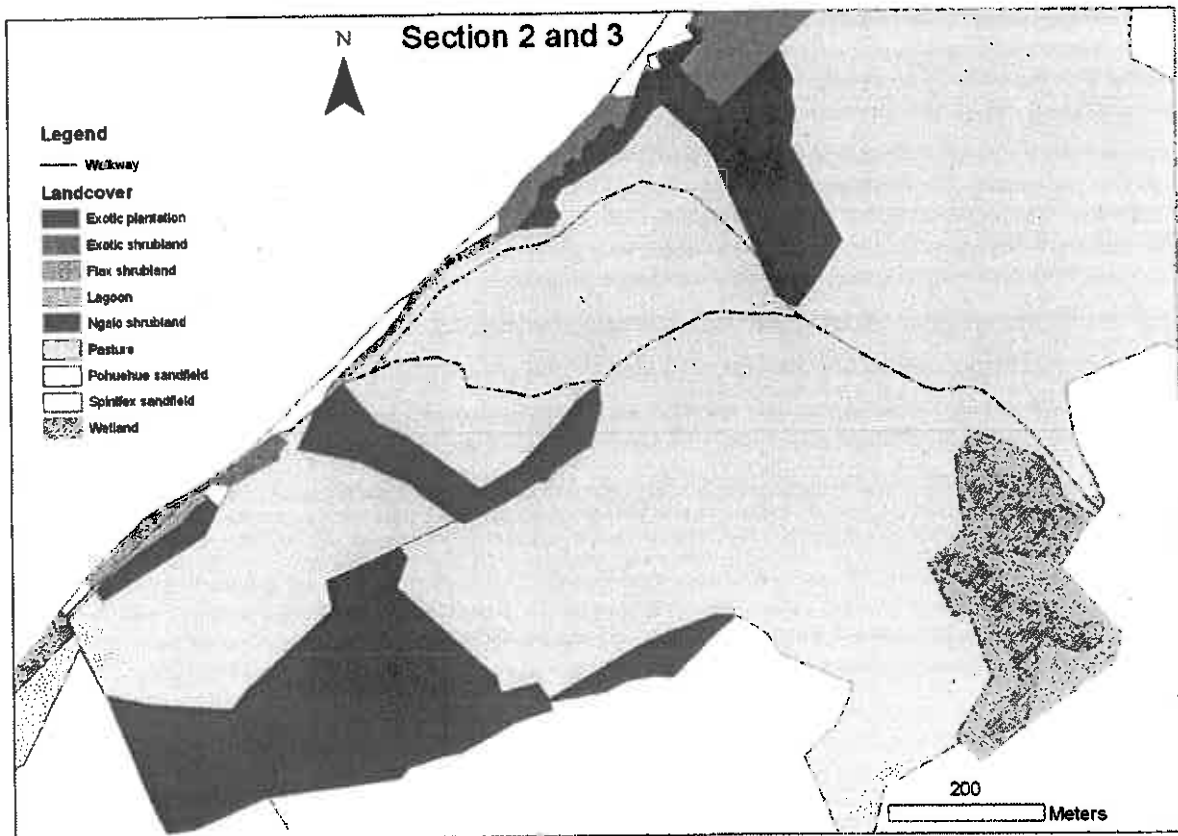 Section 2 and 3
N
Legend
Walkway
Landcover
Exotic plantation
Exotic shrubland
Flax shrubland
Lagoon
Ngaio shrubland
Pasture
Pohuehue sandfield
Spinifex sandfield
Wetland
200
Meters